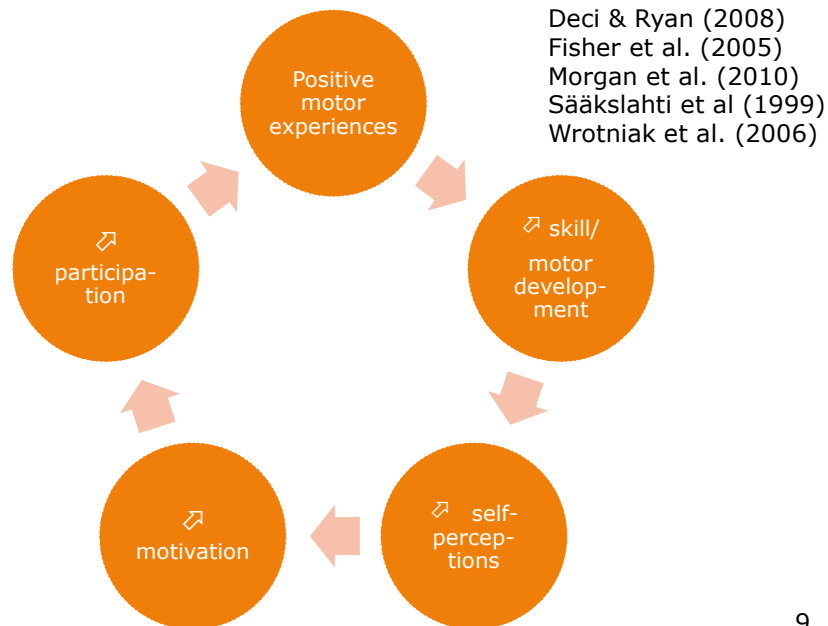 Deci & Ryan (2008)
Fisher et al. (2005)
Morgan et al. (2010)
Sääkslahti et al (1999)
Wrotniak et al. (2006)
Positive
motor
experiences
⬀ skill/
motor
develop-
ment
⬀ self-
percep-
tions
⬀
motivation
⬀
participa-
tion
9